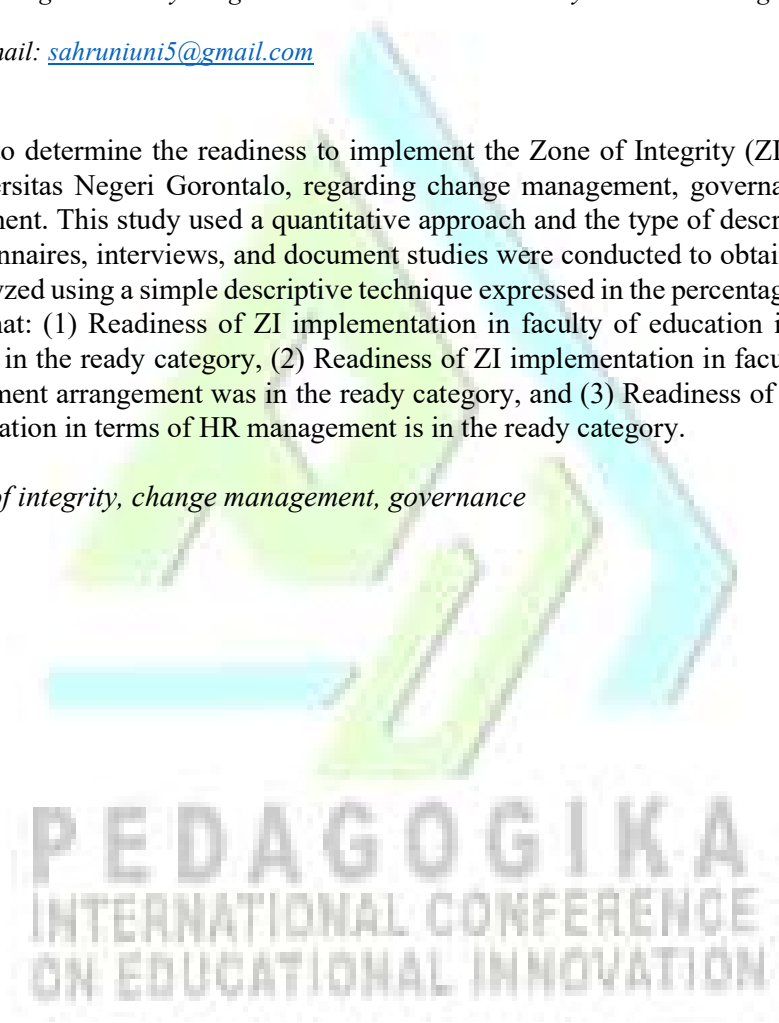 nail: sahruniuni5@gmail.com
o determine the readiness to implement the Zone of Integrity (ZI
ersitas Negeri Gorontalo, regarding change management, governa
ment. This study used a quantitative approach and the type of descr
nnaires, interviews, and document studies were conducted to obtai
yzed using a simple descriptive technique expressed in the percentag
hat: (1) Readiness of ZI implementation in faculty of education i
in the ready category, (2) Readiness of ZI implementation in facu
ment arrangement was in the ready category, and (3) Readiness of
ation in terms of HR management is in the ready category.
of integrity, change management, governance
PEDAGOGIKA
INTERNATIONAL CONFERENCE
ON EDUCATIONAL INNOVATION